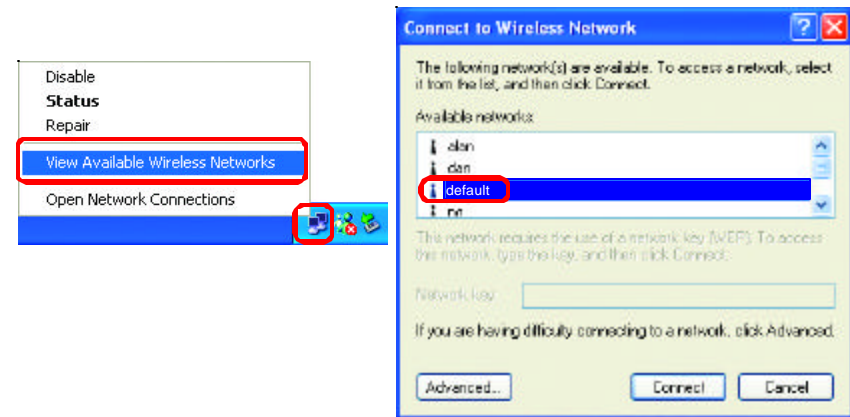 Disable
Status
Repair
View Available Wireless Networks
Open Network Connections
Connect to Wireless Network
The following network(s) are available. To access a network, select
it from the list, and then click Connect.
Available networks:
alan
dan
default
This network requires the use of a network key (WEP). To access
this network, type the key, and then click Connect.
Network key:
If you are having difficulty connecting to a network, click Advanced.
Advanced...
Connect
Cancel